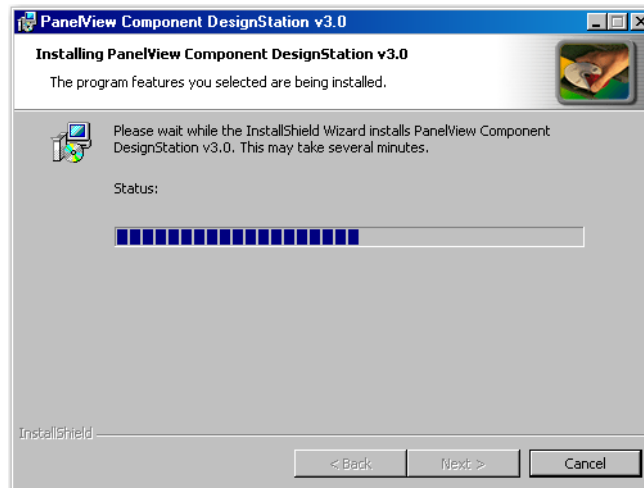 PanelView Component DesignStation v3.0
Installing PanelView Component DesignStation v3.0
The program features you selected are being installed.
Please wait while the InstallShield Wizard installs PanelView Component
DesignStation v3.0. This may take several minutes.
Status:
InstallShield
< Back
Next >
Cancel